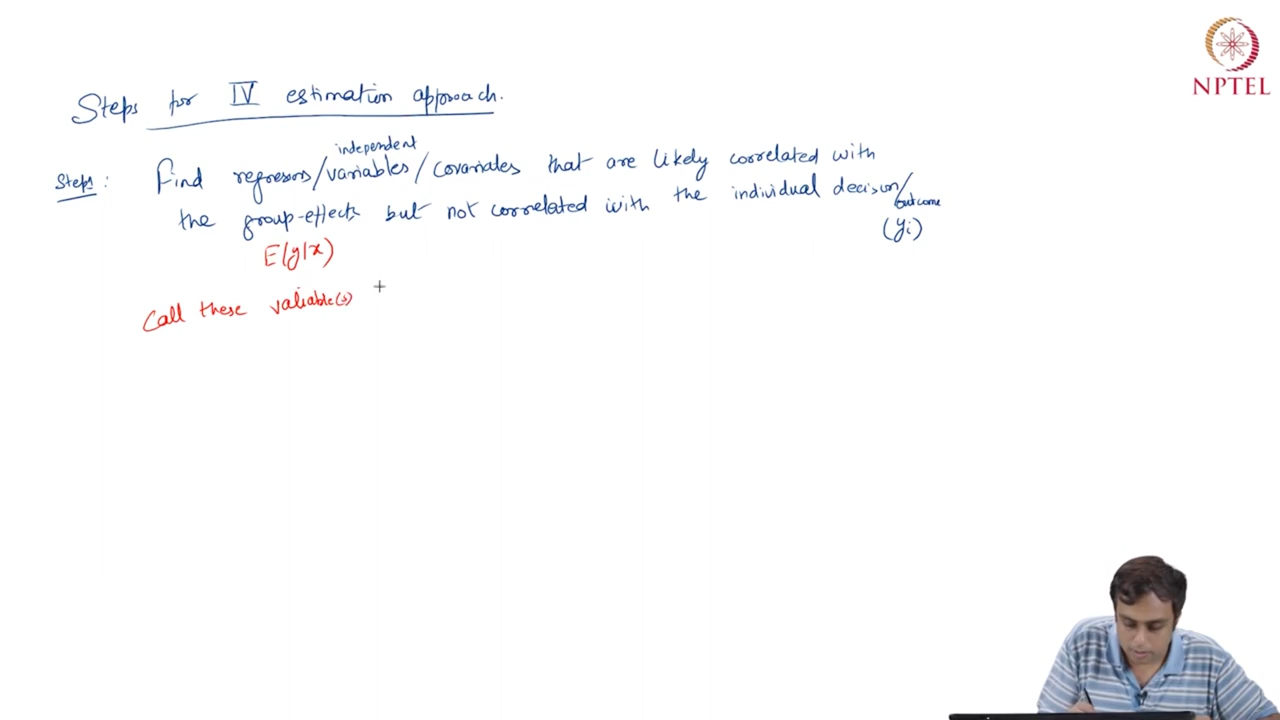 NPTEL
Steps for IV estimation approach.
independent
Steps: Find regressors/variables/covariates that are likely correlated with
the group-effects but not correlated with the individual decision/
outcome
(yi)
E(y|x)
Call these variable(s)